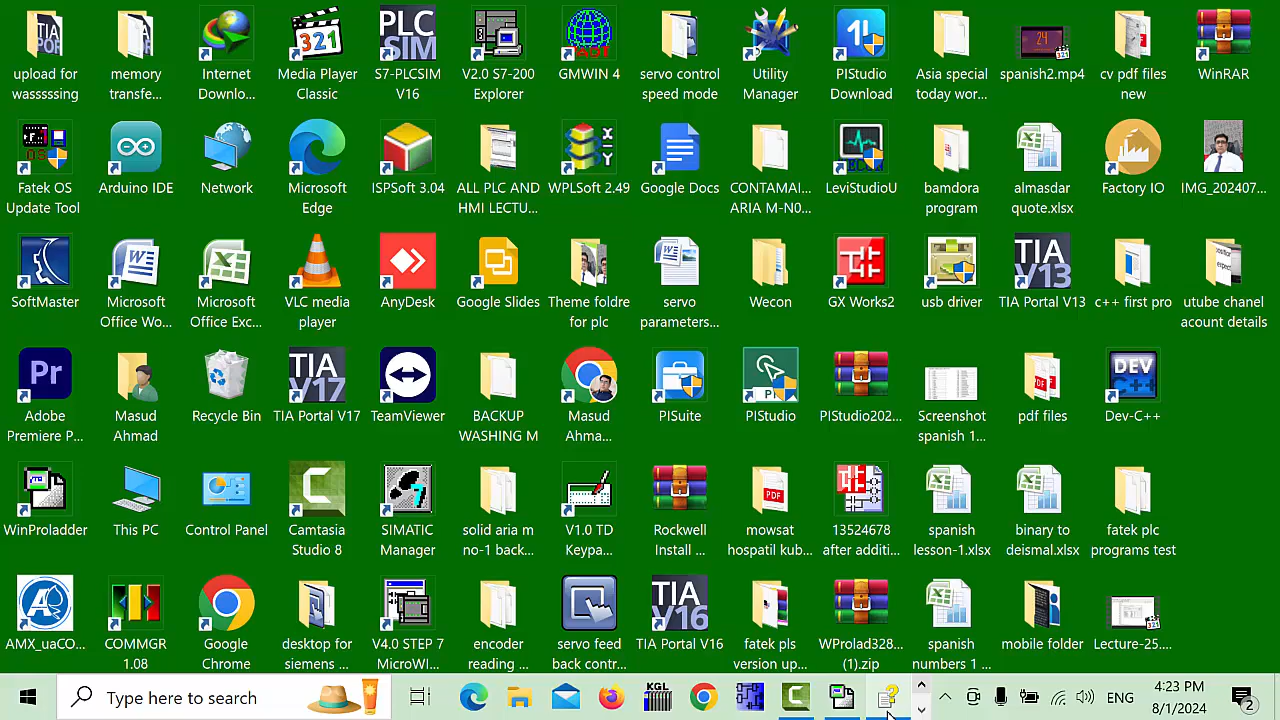 upload for
wasssssing
memory
transfe...
Internet
Downlo...
Media Player
Classic
S7-PLCSIM
V16
V2.0 S7-200
Explorer
GMWIN 4
servo control
speed mode
Utility
Manager
PIStudio
Download
Asia special
today wor...
spanish2.mp4
cv pdf files
new
WinRAR
Fatek OS
Update Tool
Arduino IDE
Network
Microsoft
Edge
ISPSoft 3.04
ALL PLC AND
HMI LECTU...
WPLSoft 2.49
Google Docs
CONTAMAI...
ARIA M-N0...
LeviStudioU
bamdora
program
almasdar
quote.xlsx
Factory IO
IMG_202407...
SoftMaster
Microsoft
Office Wo...
Microsoft
Office Exc...
VLC media
player
AnyDesk
Google Slides
Theme foldre
for plc
servo
parameters...
Wecon
GX Works2
usb driver
TIA Portal V13
c++ first pro
utube chanel
acount details
Adobe
Premiere P...
Masud
Ahmad
Recycle Bin
TIA Portal V17
TeamViewer
BACKUP
WASHING M
Masud
Ahma...
PISuite
PIStudio
PIStudio202...
Screenshot
spanish 1...
pdf files
Dev-C++
WinProladder
This PC
Control Panel
Camtasia
Studio 8
SIMATIC
Manager
solid aria m
no-1 back...
V1.0 TD
Keypa...
Rockwell
Install ...
mowsat
hospatil kub...
13524678
after additi...
spanish
lesson-1.xlsx
binary to
deismal.xlsx
fatek plc
programs test
AMX_uaCO...
COMMGR
1.08
Google
Chrome
desktop for
siemens ...
V4.0 STEP 7
MicroWI...
encoder
reading ...
servo feed
back contr...
TIA Portal V16
fatek pls
version up...
WProlad328...
(1).zip
spanish
numbers 1 ...
mobile folder
Lecture-25....
Type here to search
KGL
ENG
4:23 PM
8/1/2024
2